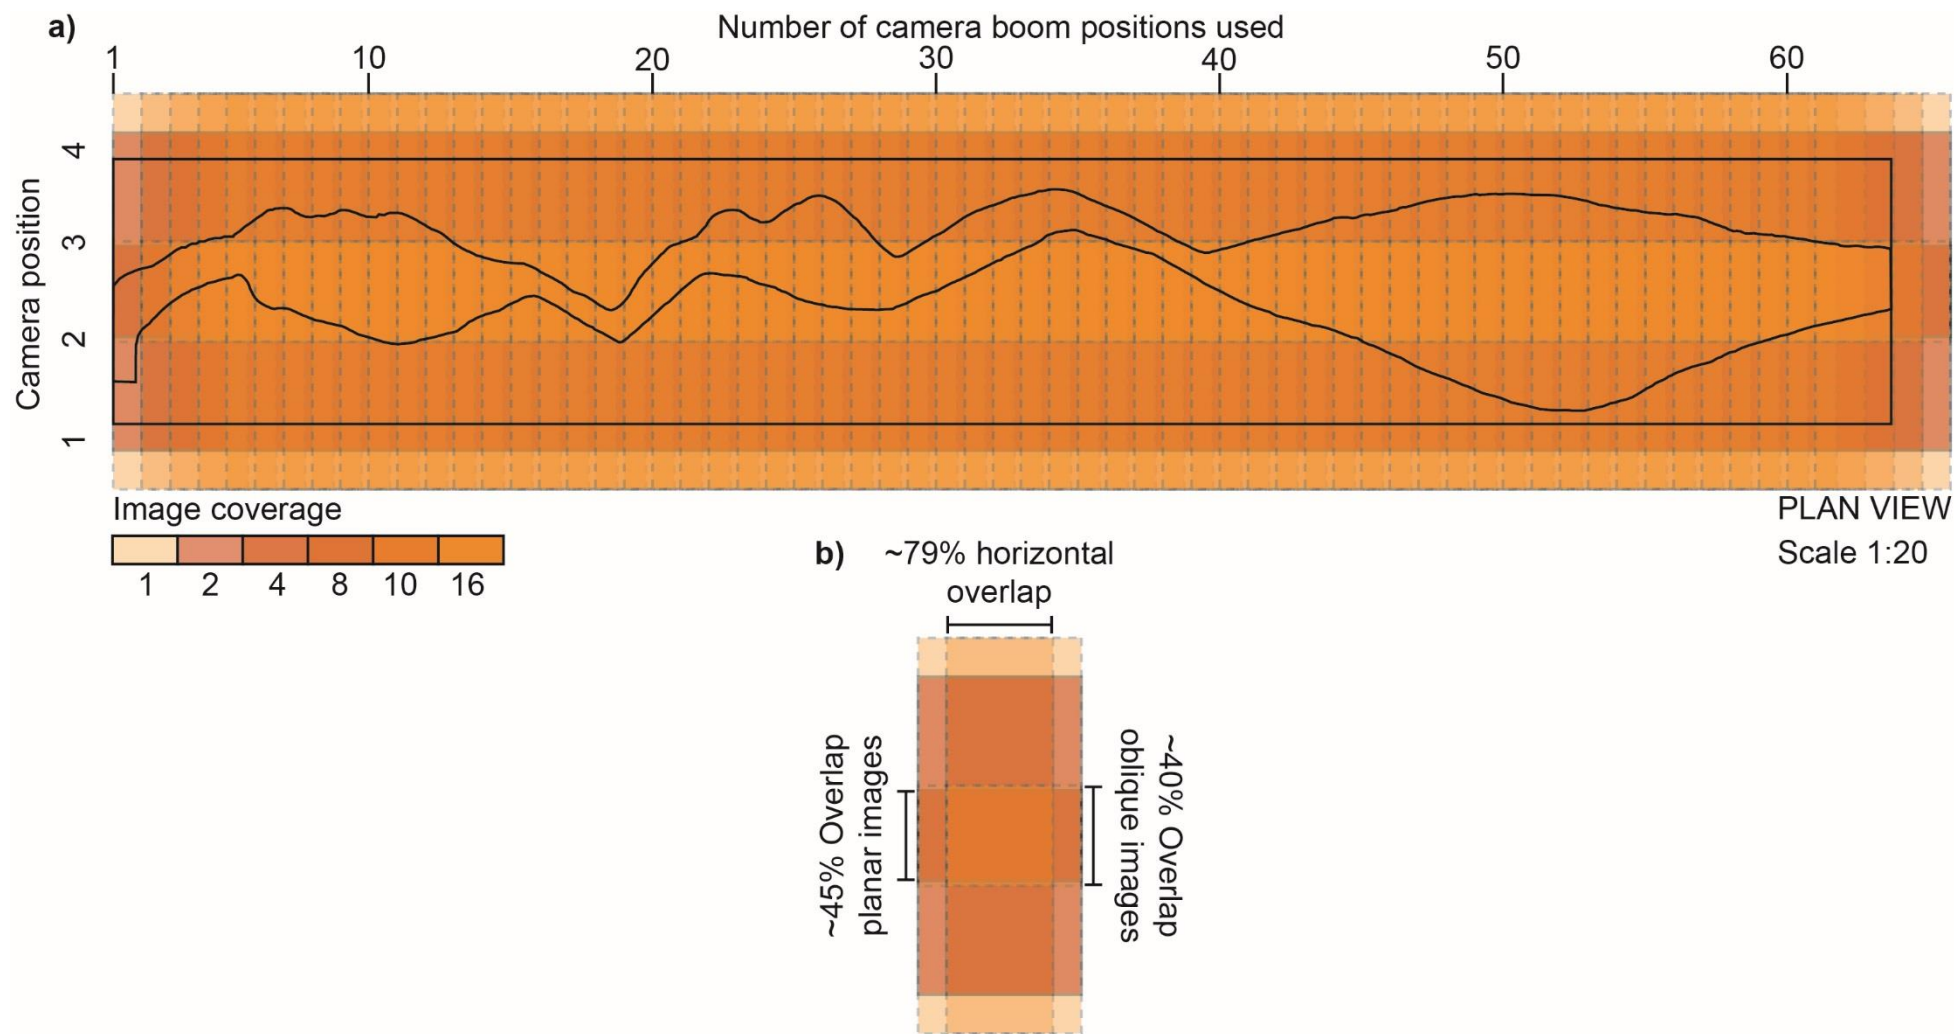 a)
Number of camera boom positions used
1 10 20 30 40 50 60
Camera position
4
3
2
1
Image coverage
1 2 4 8 10 16
PLAN VIEW
Scale 1:20
b)
~79% horizontal
overlap
~45% Overlap
planar images
~40% Overlap
oblique images